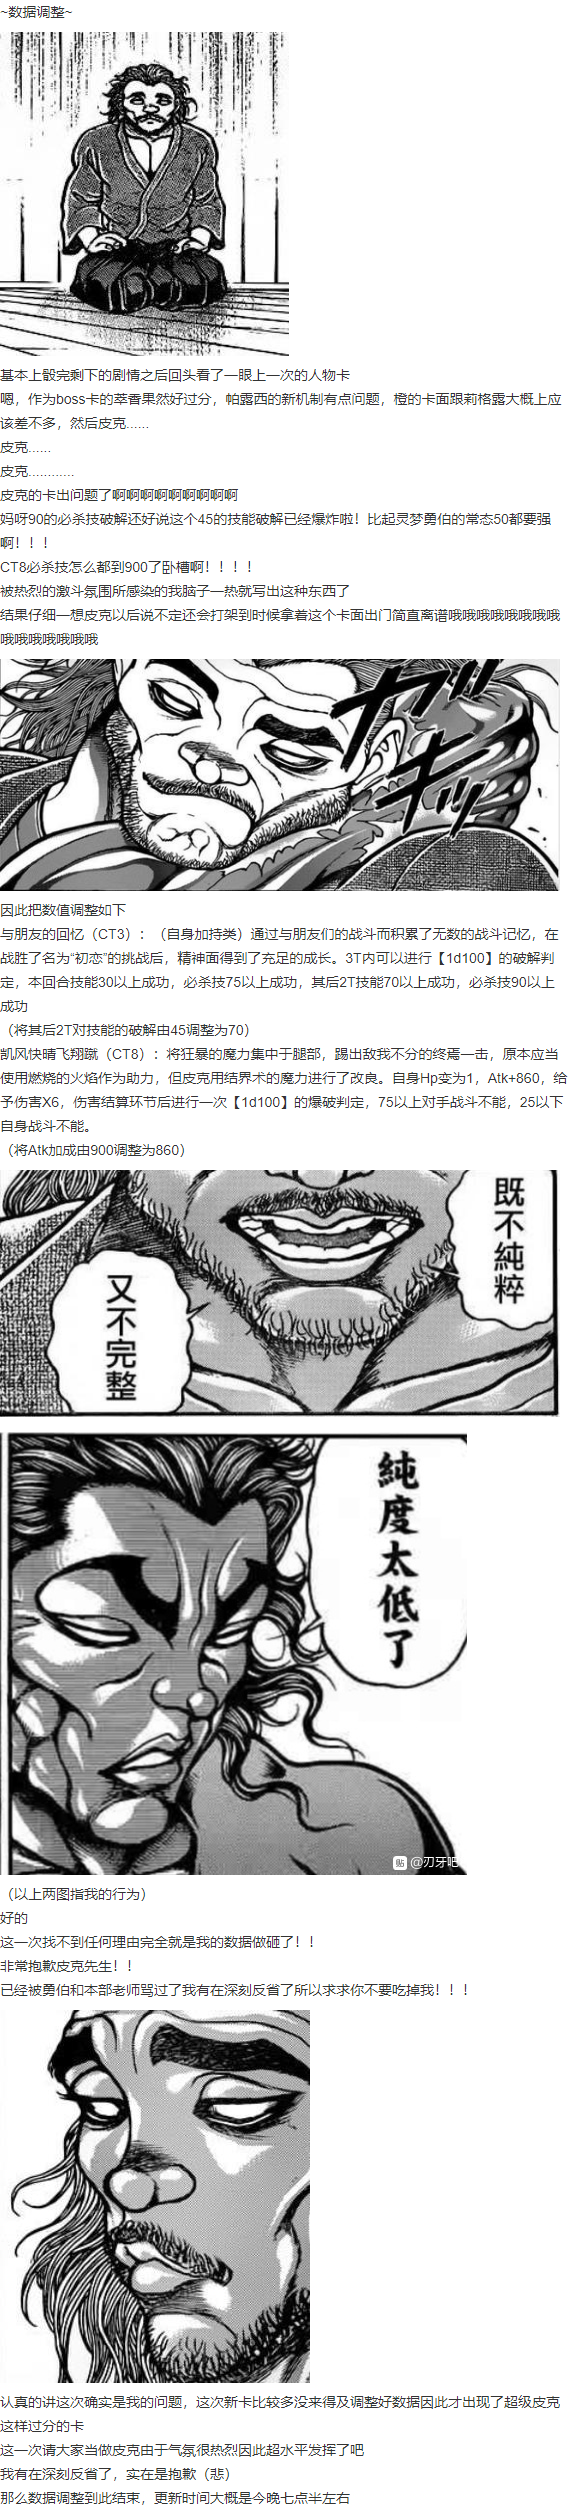 ~数据调整~
基本上骰完剩下的剧情之后回头看了一眼上一次的人物卡
嗯，作为boss卡的萃香果然好过分，帕露西的新机制有点问题，橙的卡面跟莉格露大概上应
该差不多，然后皮克......
皮克......
皮克............
皮克的卡出问题了啊啊啊啊啊啊啊啊啊
妈呀90的必杀技破解还好说这个45的技能破解已经爆炸啦！比起灵梦勇伯的常态50都要强
啊！！！
CT8必杀技怎么都到900了卧槽啊！！！！
被热烈的激斗氛围所感染的我脑子一热就写出这种东西了
结果仔细一想皮克以后说不定还会打架到时候拿着这个卡面出门简直离谱哦哦哦哦哦哦哦哦
哦哦哦哦哦哦哦
ガ"
ギッ
因此把数值调整如下
与朋友的回忆（CT3）：（自身加持类）通过与朋友们的战斗而积累了无数的战斗记忆，在
战胜了名为“初恋”的挑战后，精神面得到了充足的成长。3T内可以进行【1d100】的破解判
定，本回合技能30以上成功，必杀技75以上成功，其后2T技能70以上成功，必杀技90以上
成功
（将其后2T对技能的破解由45调整为70）
凯风快晴飞翔蹴（CT8）：将狂暴的魔力集中于腿部，踢出敌我不分的终焉一击，原本应当
使用燃烧的火焰作为助力，但皮克用结界术的魔力进行了改良。自身Hp变为1，Atk+860，给
予伤害X6，伤害结算环节后进行一次【1d100】的爆破判定，75以上对手战斗不能，25以下
自身战斗不能。
（将Atk加成由900调整为860）
既不純粹
又不完整
純度太低了
贴 @刃牙吧
（以上两图指我的行为）
好的
这一次找不到任何理由完全就是我的数据做砸了！！
非常抱歉皮克先生！！
已经被勇伯和本部老师骂过了我有在深刻反省了所以求求你不要吃掉我！！！
认真的讲这次确实是我的问题，这次新卡比较多没来得及调整好数据因此才出现了超级皮克
这样过分的卡
这一次请大家当做皮克由于气氛很热烈因此超水平发挥了吧
我有在深刻反省了，实在是抱歉（悲）
那么数据调整到此结束，更新时间大概是今晚七点半左右